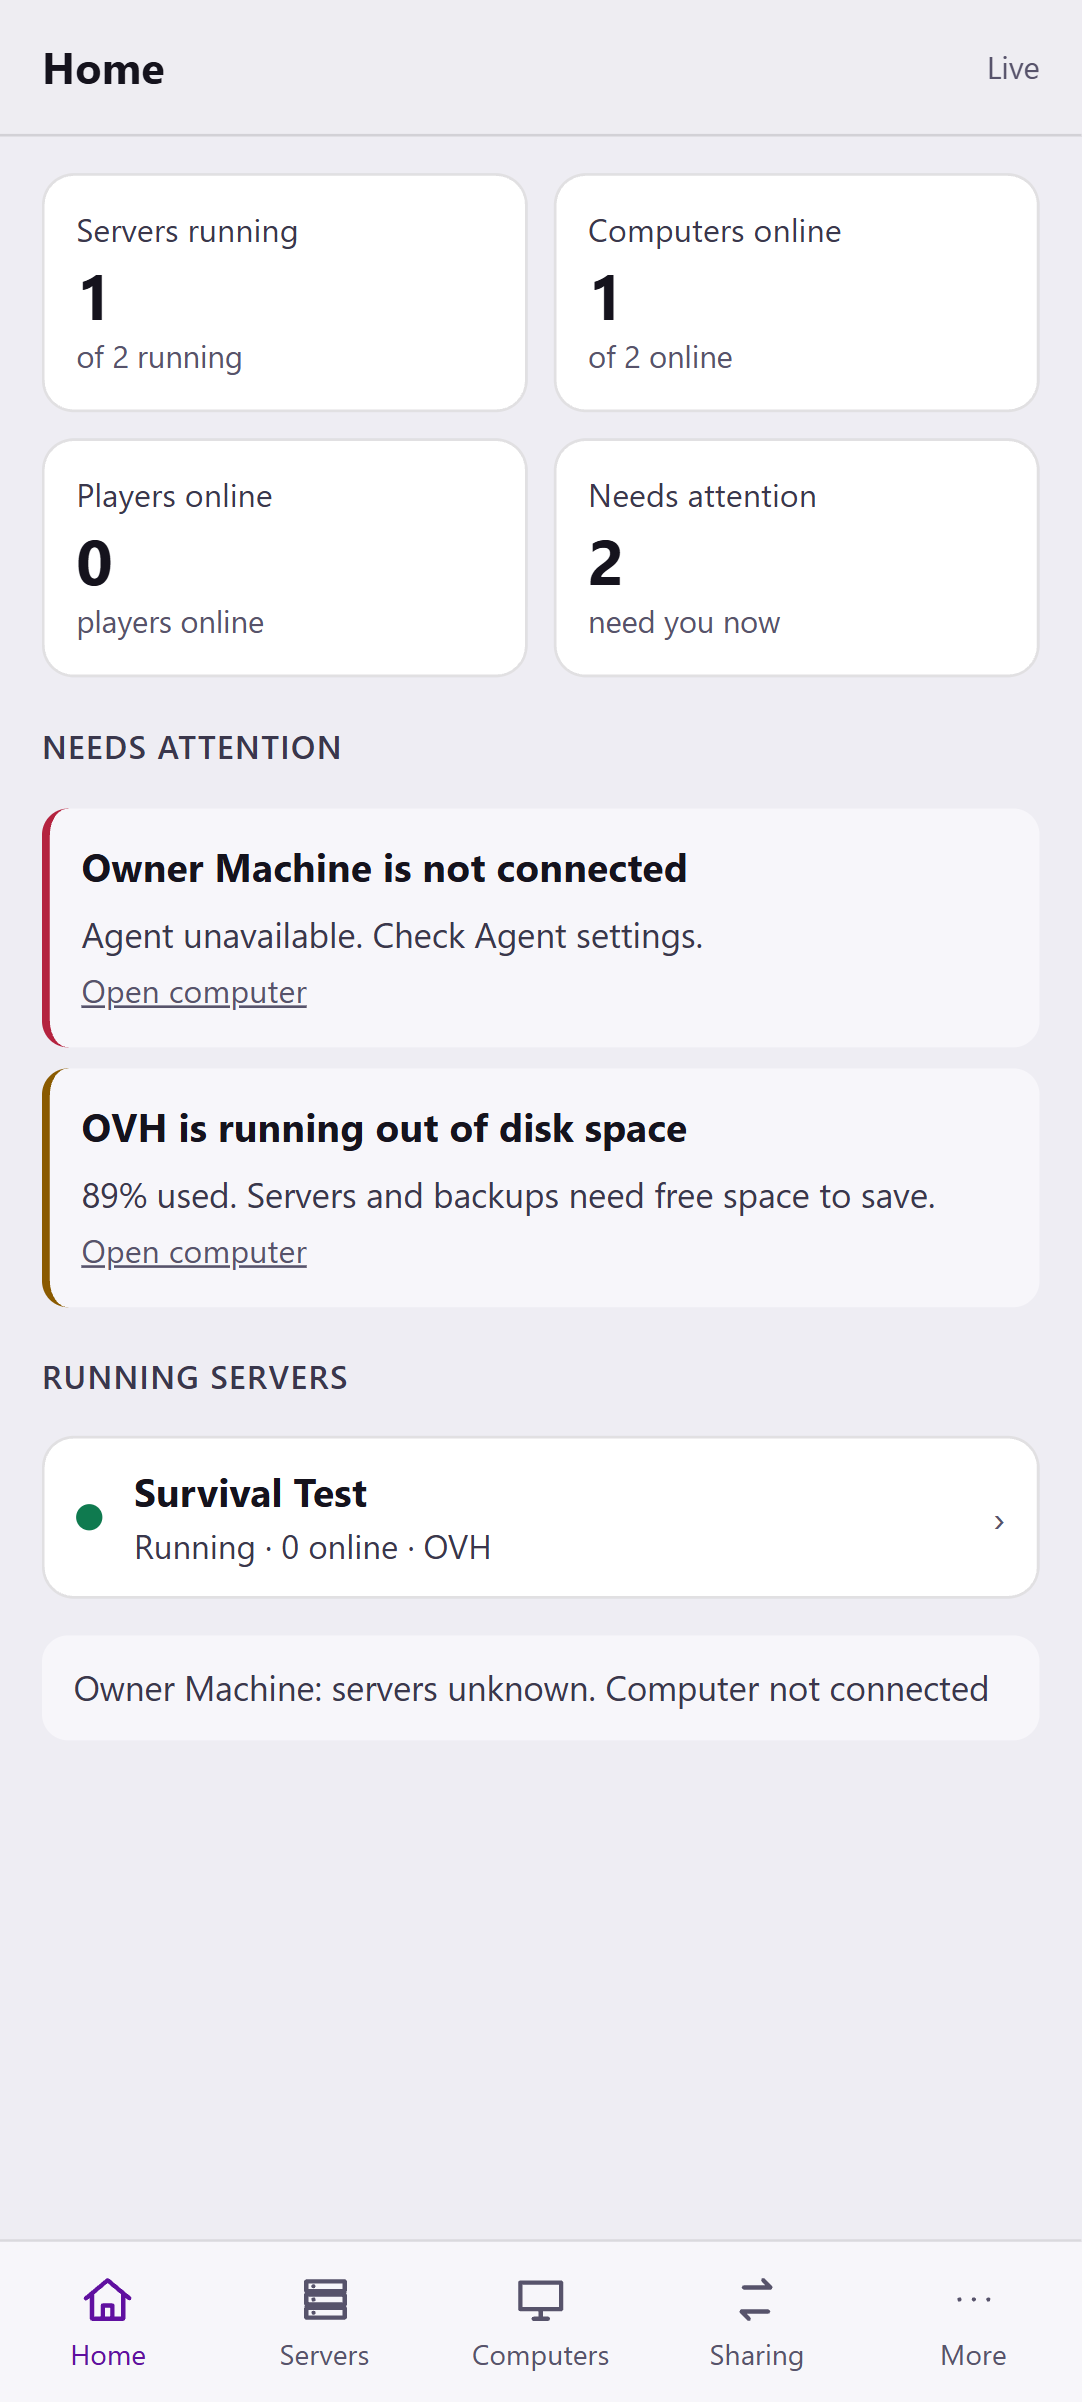 Home
Live
Servers running
1
of 2 running
Computers online
1
of 2 online
Players online
0
players online
Needs attention
2
need you now
NEEDS ATTENTION
Owner Machine is not connected
Agent unavailable. Check Agent settings.
Open computer
OVH is running out of disk space
89% used. Servers and backups need free space to save.
Open computer
RUNNING SERVERS
Survival Test
Running · 0 online · OVH
Owner Machine: servers unknown. Computer not connected
Home
Servers
Computers
Sharing
More